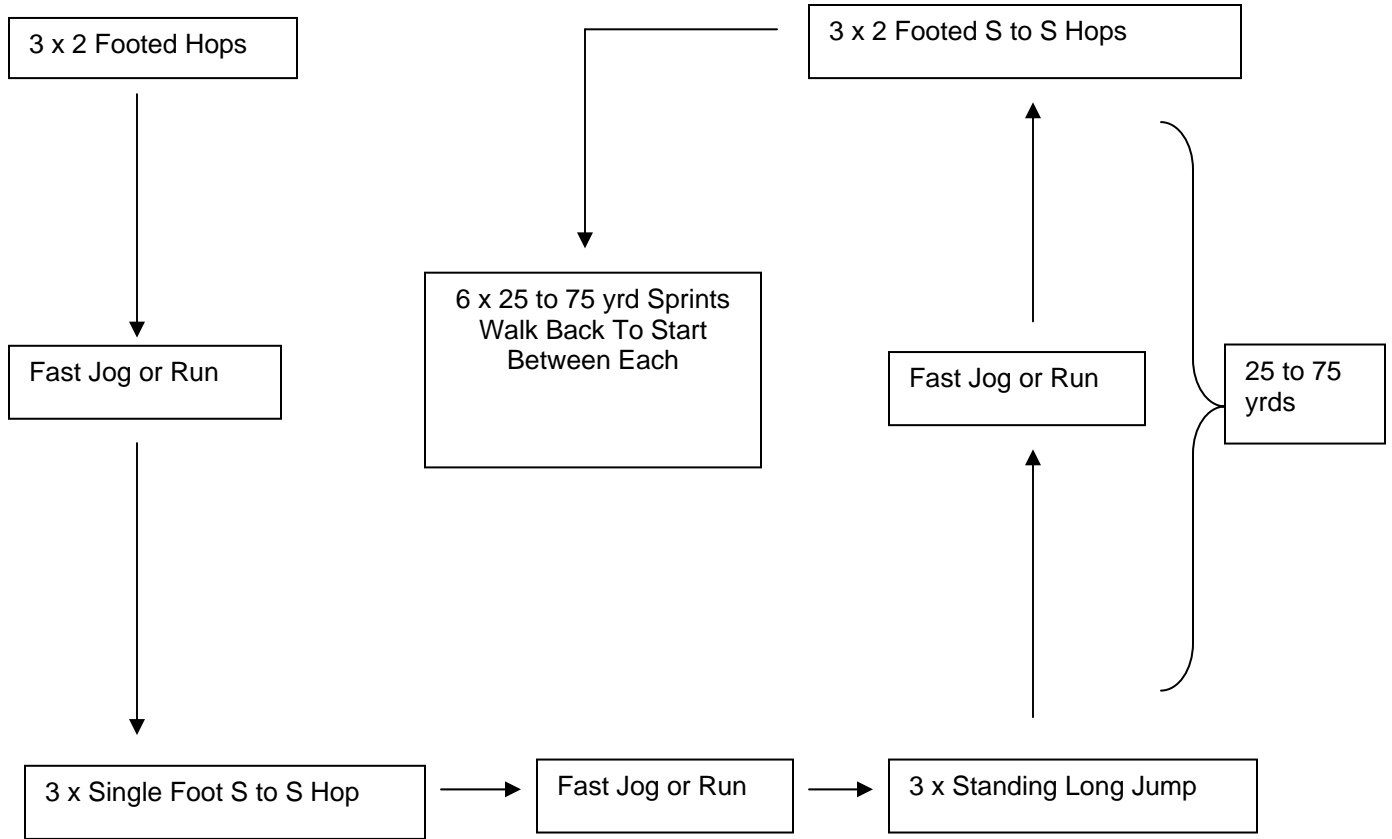 3 x 2 Footed Hops
3 x 2 Footed S to S Hops
6 x 25 to 75 yrd Sprints
Walk Back To Start
Between Each
Fast Jog or Run
Fast Jog or Run
25 to 75
yrds
3 x Single Foot S to S Hop
Fast Jog or Run
3 x Standing Long Jump